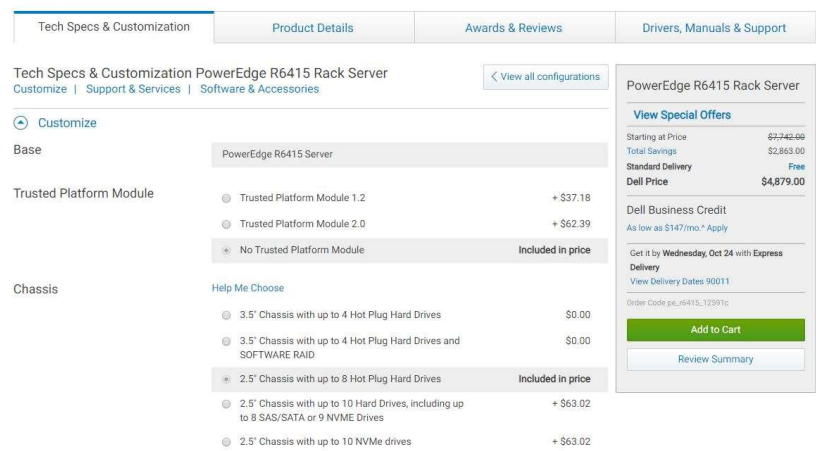 Tech Specs & Customization
Product Details
Awards & Reviews
Drivers, Manuals & Support
Tech Specs & Customization PowerEdge R6415 Rack Server
Customize | Support & Services | Software & Accessories
View all configurations
Customize
Base
PowerEdge R6415 Server
Trusted Platform Module
Trusted Platform Module 1.2 + $37.18
Trusted Platform Module 2.0 + $62.39
No Trusted Platform Module Included in price
Chassis
Help Me Choose
3.5" Chassis with up to 4 Hot Plug Hard Drives $0.00
3.5" Chassis with up to 4 Hot Plug Hard Drives and $0.00
SOFTWARE RAID
2.5" Chassis with up to 8 Hot Plug Hard Drives Included in price
2.5" Chassis with up to 10 Hard Drives, including up + $63.02
to 8 SAS/SATA or 9 NVME Drives
2.5" Chassis with up to 10 NVMe drives + $63.02
PowerEdge R6415 Rack Server
View Special Offers
Starting at Price $7,742.00
Total Savings $2,863.00
Standard Delivery Free
Dell Price $4,879.00
Dell Business Credit
As low as $147/mo.^ Apply
Get it by Wednesday, Oct 24 with Express
Delivery
View Delivery Dates 90011
Order Code pe_r6415_12591c
Add to Cart
Review Summary